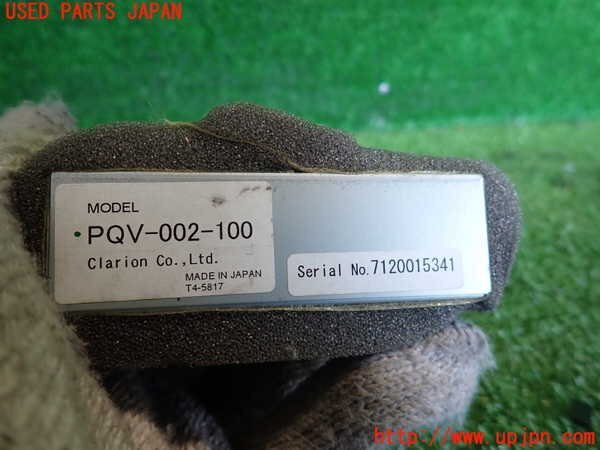 USED PARTS JAPAN
MODEL
PQV-002-100
Clarion Co.,Ltd.
MADE IN JAPAN
T4-5817
Serial No.7120015341
http://www.upjpn.com